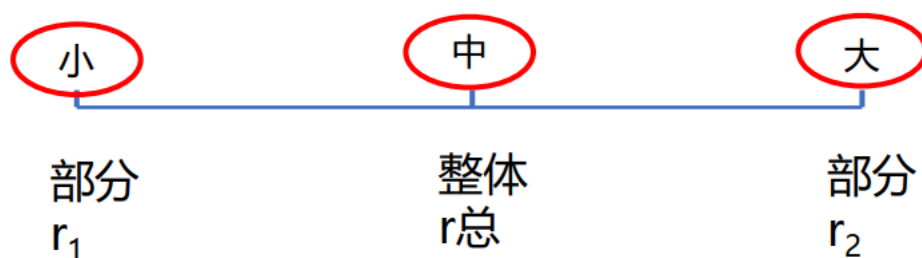 小 中 大
部分 整体 部分
r₁ r总 r₂